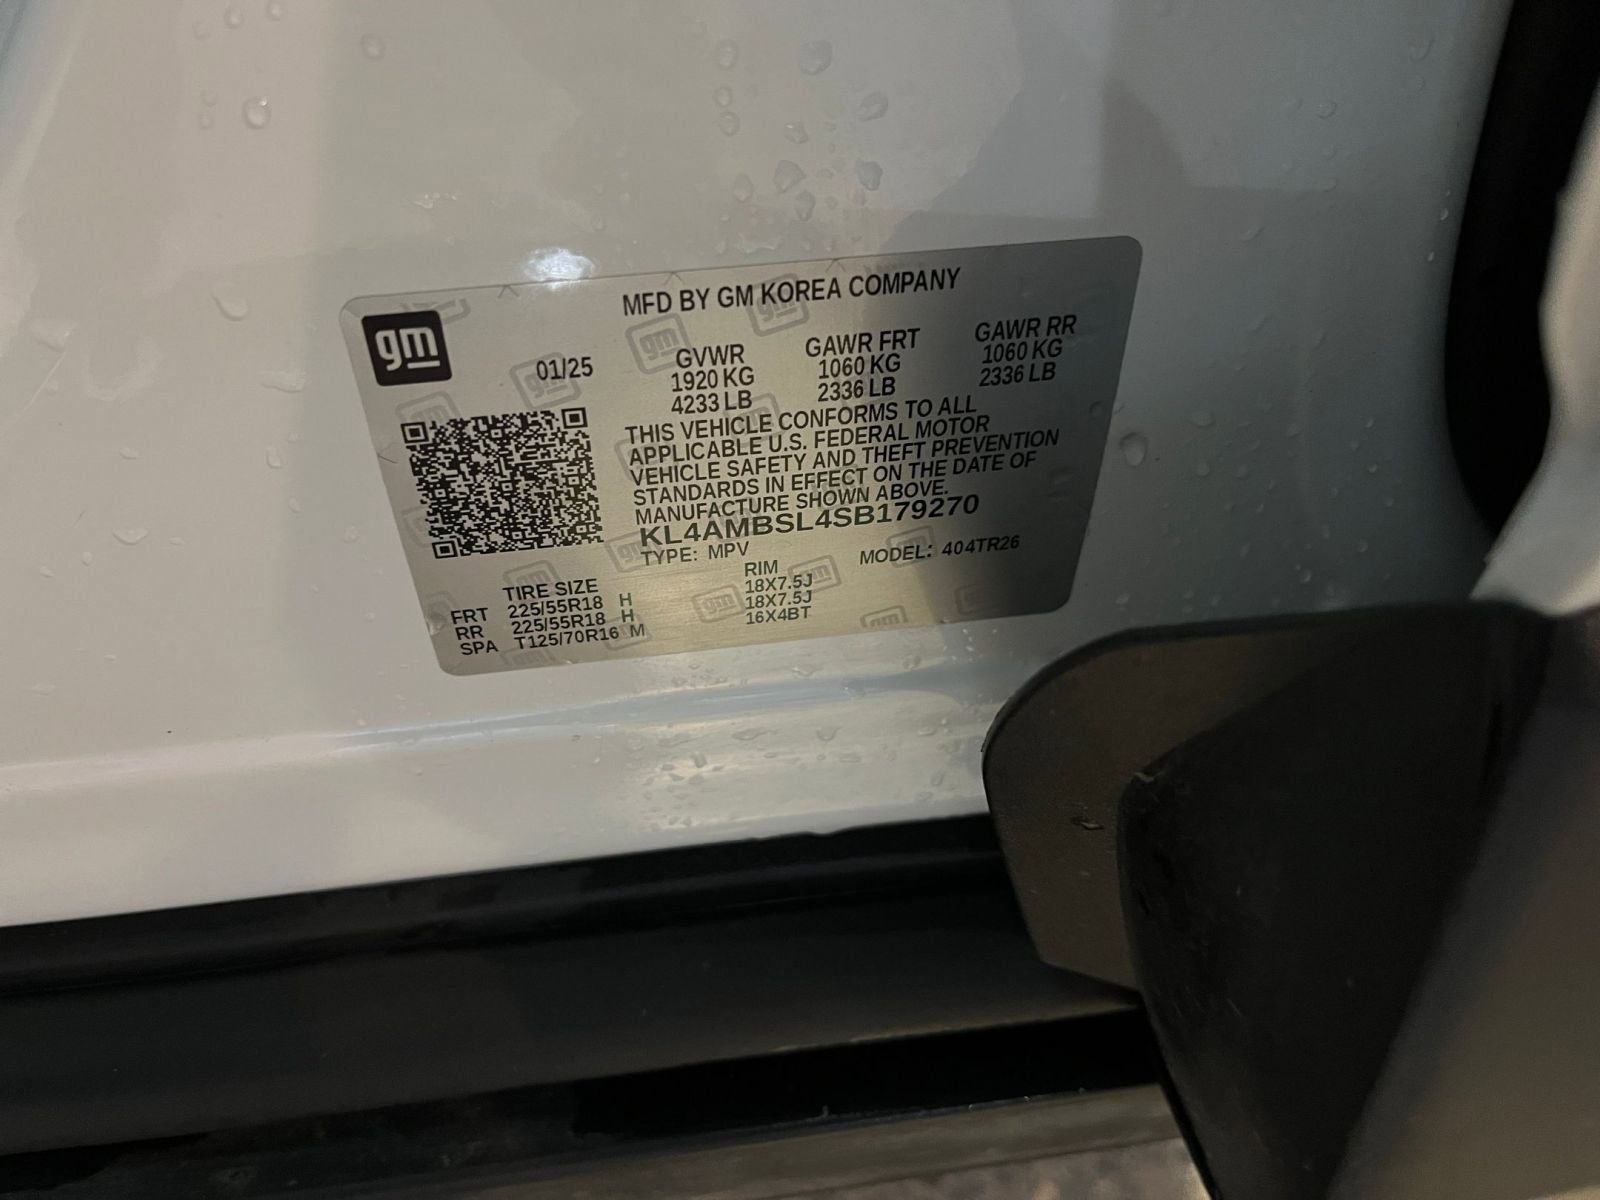 MFD BY GM KOREA COMPANY
gm
01/25
GVWR
1920 KG
4233 LB
GAWR FRT
1060 KG
2336 LB
GAWR RR
1060 KG
2336 LB
THIS VEHICLE CONFORMS TO ALL
APPLICABLE U.S. FEDERAL MOTOR
VEHICLE SAFETY AND THEFT PREVENTION
STANDARDS IN EFFECT ON THE DATE OF
MANUFACTURE SHOWN ABOVE.
KL4AMBSL4SB179270
TYPE: MPV MODEL: 404TR26
TIRE SIZE RIM
FRT 225/55R18 H 18X7.5J
RR 225/55R18 H 18X7.5J
SPA T125/70R16 M 16X4BT